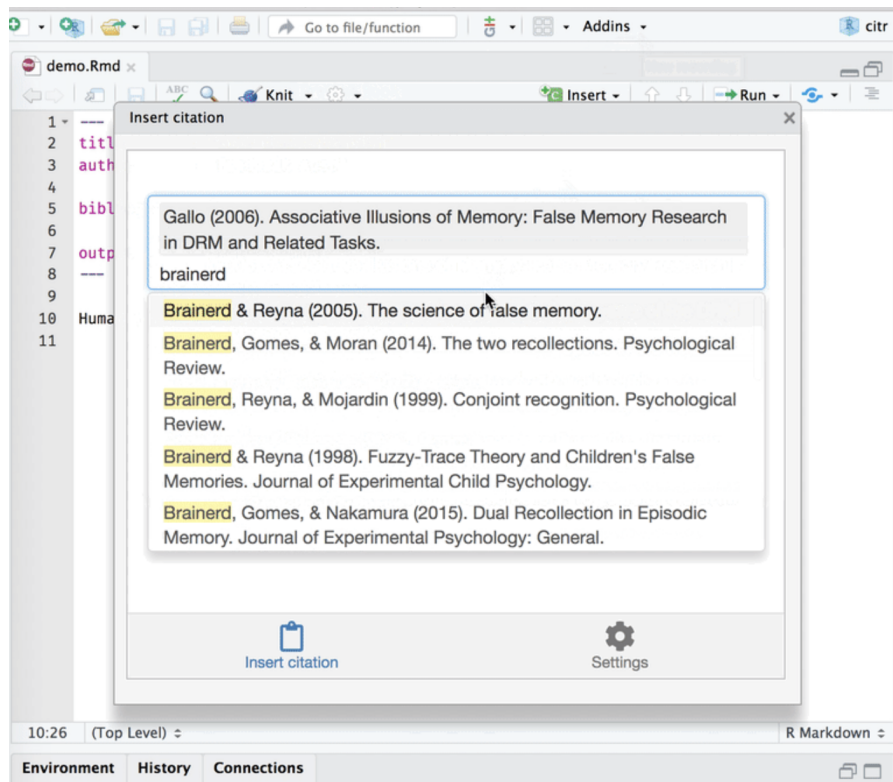 Go to file/function
Addins
citr
demo.Rmd
ABC
Knit
Insert
Run
Insert citation
1 ---
2 titl
3 auth
4
5 bibl
6
7 outp
8 ---
9
10 Huma
11
Gallo (2006). Associative Illusions of Memory: False Memory Research
in DRM and Related Tasks.
brainerd
Brainerd & Reyna (2005). The science of false memory.
Brainerd, Gomes, & Moran (2014). The two recollections. Psychological
Review.
Brainerd, Reyna, & Mojardin (1999). Conjoint recognition. Psychological
Review.
Brainerd & Reyna (1998). Fuzzy-Trace Theory and Children's False
Memories. Journal of Experimental Child Psychology.
Brainerd, Gomes, & Nakamura (2015). Dual Recollection in Episodic
Memory. Journal of Experimental Psychology: General.
Insert citation
Settings
10:26 (Top Level)
R Markdown
Environment History Connections